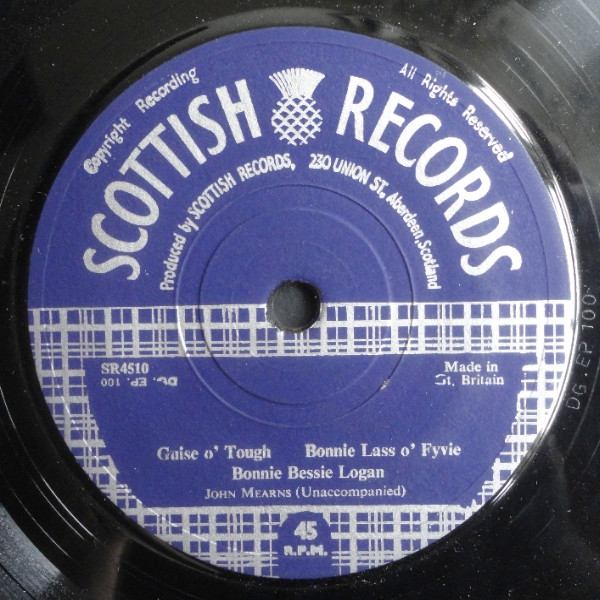 Copyright Recording
All Rights Reserved
SCOTTISH RECORDS
Produced by SCOTTISH RECORDS, 230 UNION ST., Aberdeen, Scotland
SR4510
DG. EP. 100
Made in
Gt. Britain
Guise o' Tough Bonnie Lass o' Fyvie
Bonnie Bessie Logan
JOHN MEARNS (Unaccompanied)
45
R.P.M.
DG.EP.100